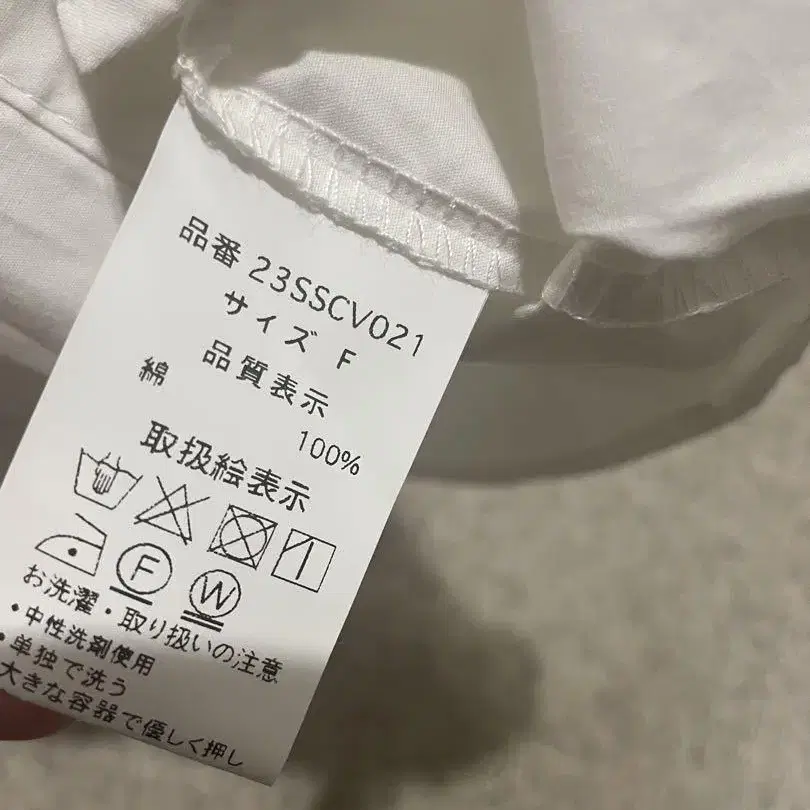 品番 23SSCV021
サイズ F
品質表示
綿 100%
取扱絵表示
F W
お洗濯・取り扱いの注意
・中性洗剤使用
・単独で洗う
大きな容器で優しく押し